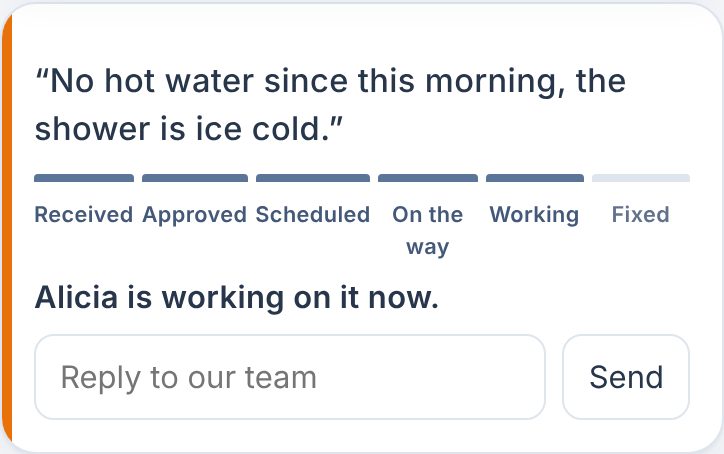 “No hot water since this morning, the
shower is ice cold.”
Received Approved Scheduled On the way Working Fixed
Alicia is working on it now.
Reply to our team Send